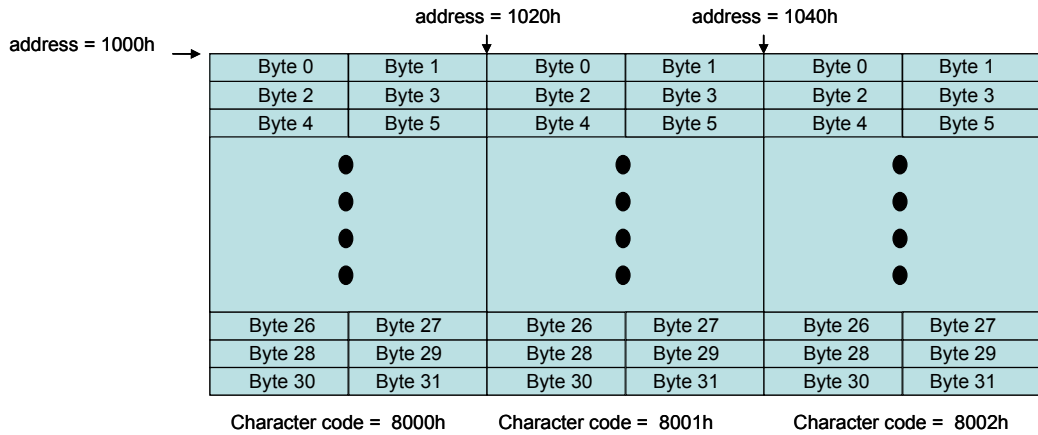 address = 1020h address = 1040h
address = 1000h
Byte 0 Byte 1 Byte 0 Byte 1 Byte 0 Byte 1
Byte 2 Byte 3 Byte 2 Byte 3 Byte 2 Byte 3
Byte 4 Byte 5 Byte 4 Byte 5 Byte 4 Byte 5
Byte 26 Byte 27 Byte 26 Byte 27 Byte 26 Byte 27
Byte 28 Byte 29 Byte 28 Byte 29 Byte 28 Byte 29
Byte 30 Byte 31 Byte 30 Byte 31 Byte 30 Byte 31
Character code = 8000h Character code = 8001h Character code = 8002h